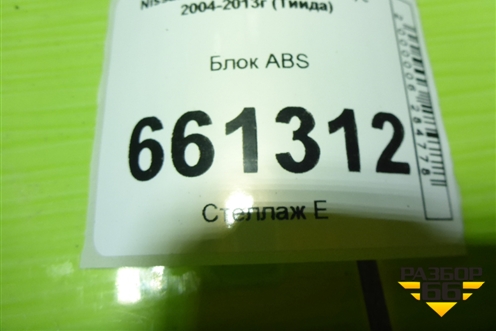 2004-2013г (Тиида)
Блок ABS
661312
Стеллаж Е
РАЗБОР
66